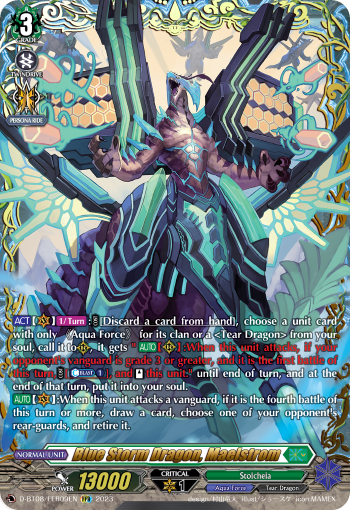 3
GRADE
TWINDRIVE
PERSONA RIDE
ACT 1/Turn : [Discard a card from hand], choose a unit card
with only 《Aqua Force》 for its clan or a <Tear Dragon> from your
soul, call it to , it gets "AUTO : When this unit attacks, if your
opponent's vanguard is grade 3 or greater, and it is the first battle of
this turn, BLAST 1 , and this unit" until end of turn, and at the
end of that turn, put it into your soul.
AUTO : When this unit attacks a vanguard, if it is the fourth battle of
this turn or more, draw a card, choose one of your opponent's
rear-guards, and retire it.
NORMAL UNIT
Blue Storm Dragon, Maelstrom
POWER
13000
CRITICAL
1
Stoicheia
Aqua Force
Tear Dragon
D-BT08/FFR09EN FFR 2023